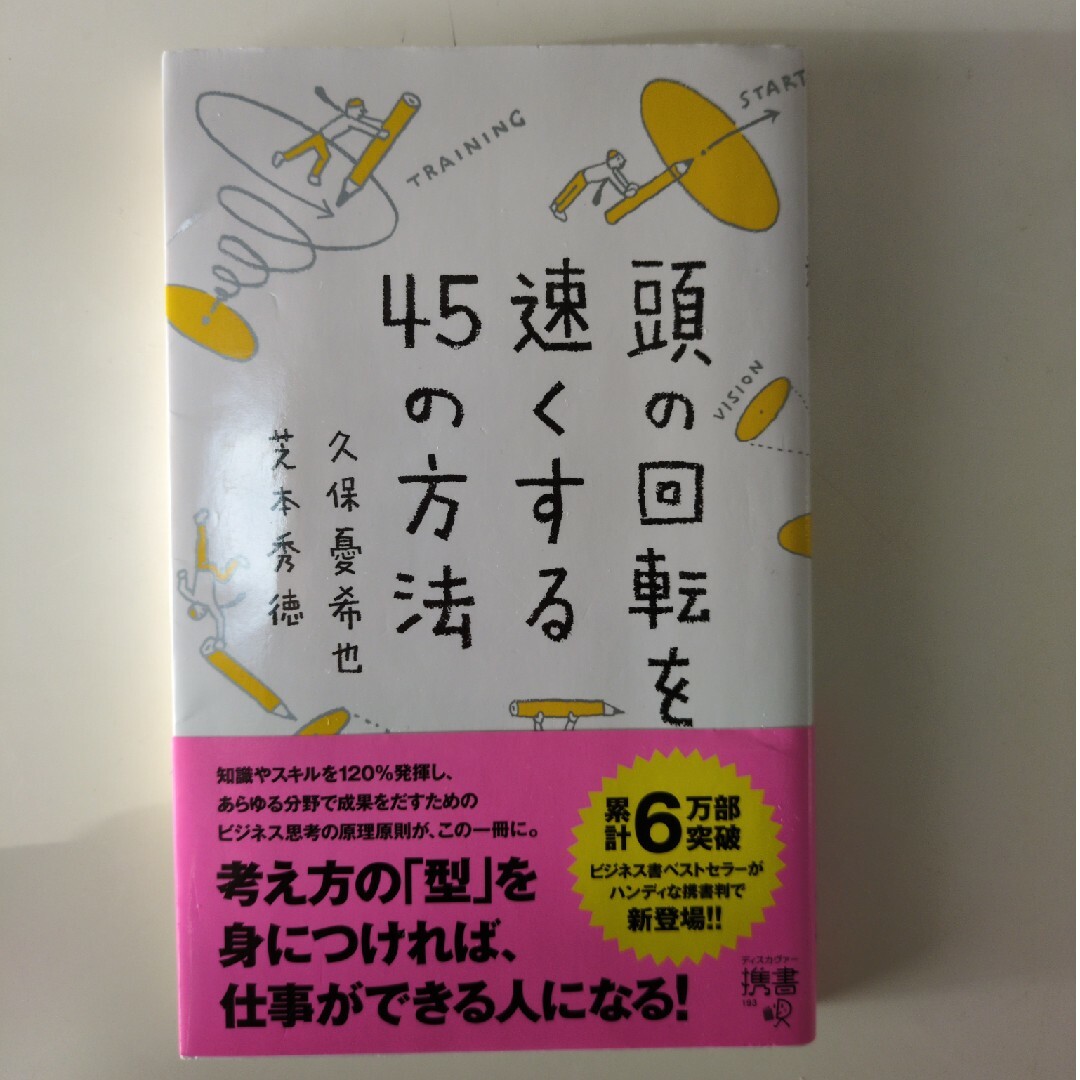 TRAINING
START
頭の回転を
速くする
45の方法
VISION
久保憂希也
芝本秀徳
知識やスキルを120%発揮し、
あらゆる分野で成果をだすための
ビジネス思考の原理原則が、この一冊に。
考え方の「型」を
身につければ、
仕事ができる人になる!
累計6万部突破
ビジネス書ベストセラーが
ハンディな携書判で
新登場!!
ディスカヴァー
携書
193